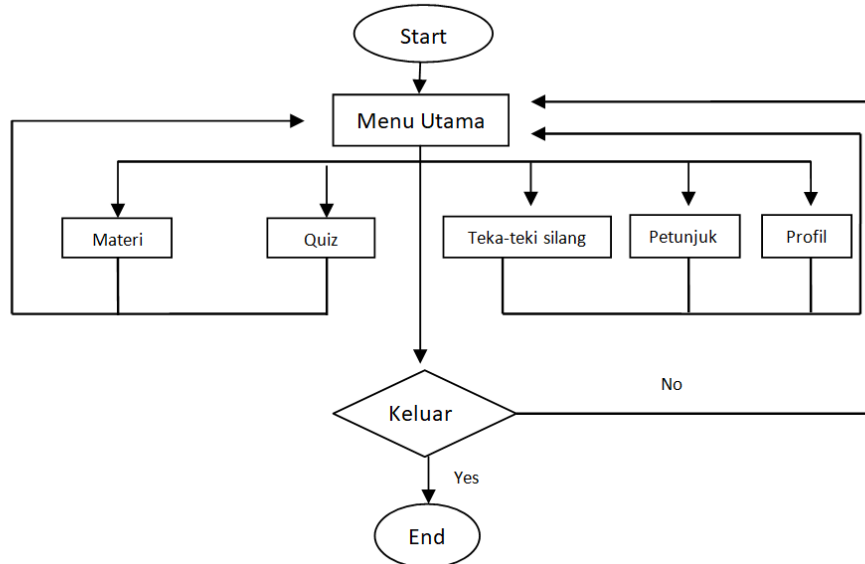 Start
Menu Utama
Materi
Quiz
Teka-teki silang
Petunjuk
Profil
No
Keluar
Yes
End